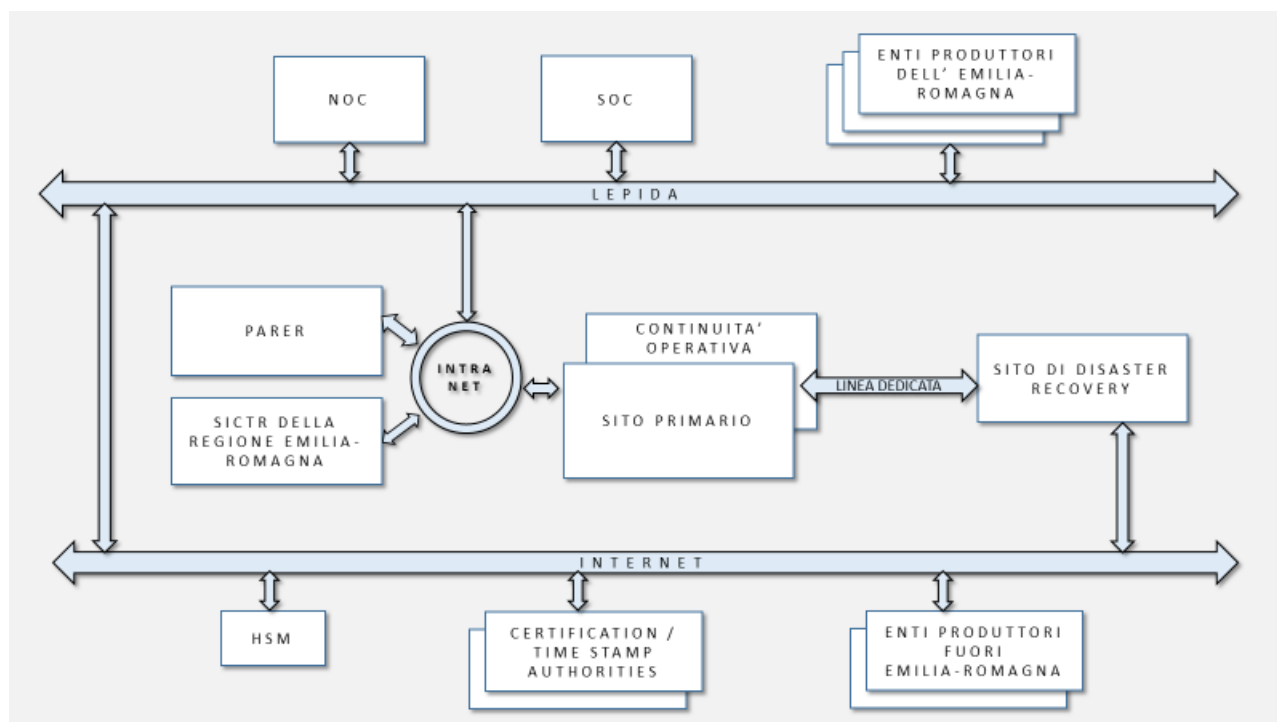 NOC
SOC
ENTI PRODUTTORI
DELL' EMILIA-
ROMAGNA
LEPIDA
PARER
SICTR DELLA
REGIONE EMILIA-
ROMAGNA
INTRA
NET
CONTINUITA'
OPERATIVA
SITO PRIMARIO
LINEA DEDICATA
SITO DI DISASTER
RECOVERY
INTERNET
HSM
CERTIFICATION /
TIME STAMP
AUTHORITIES
ENTI PRODUTTORI
FUORI
EMILIA-ROMAGNA